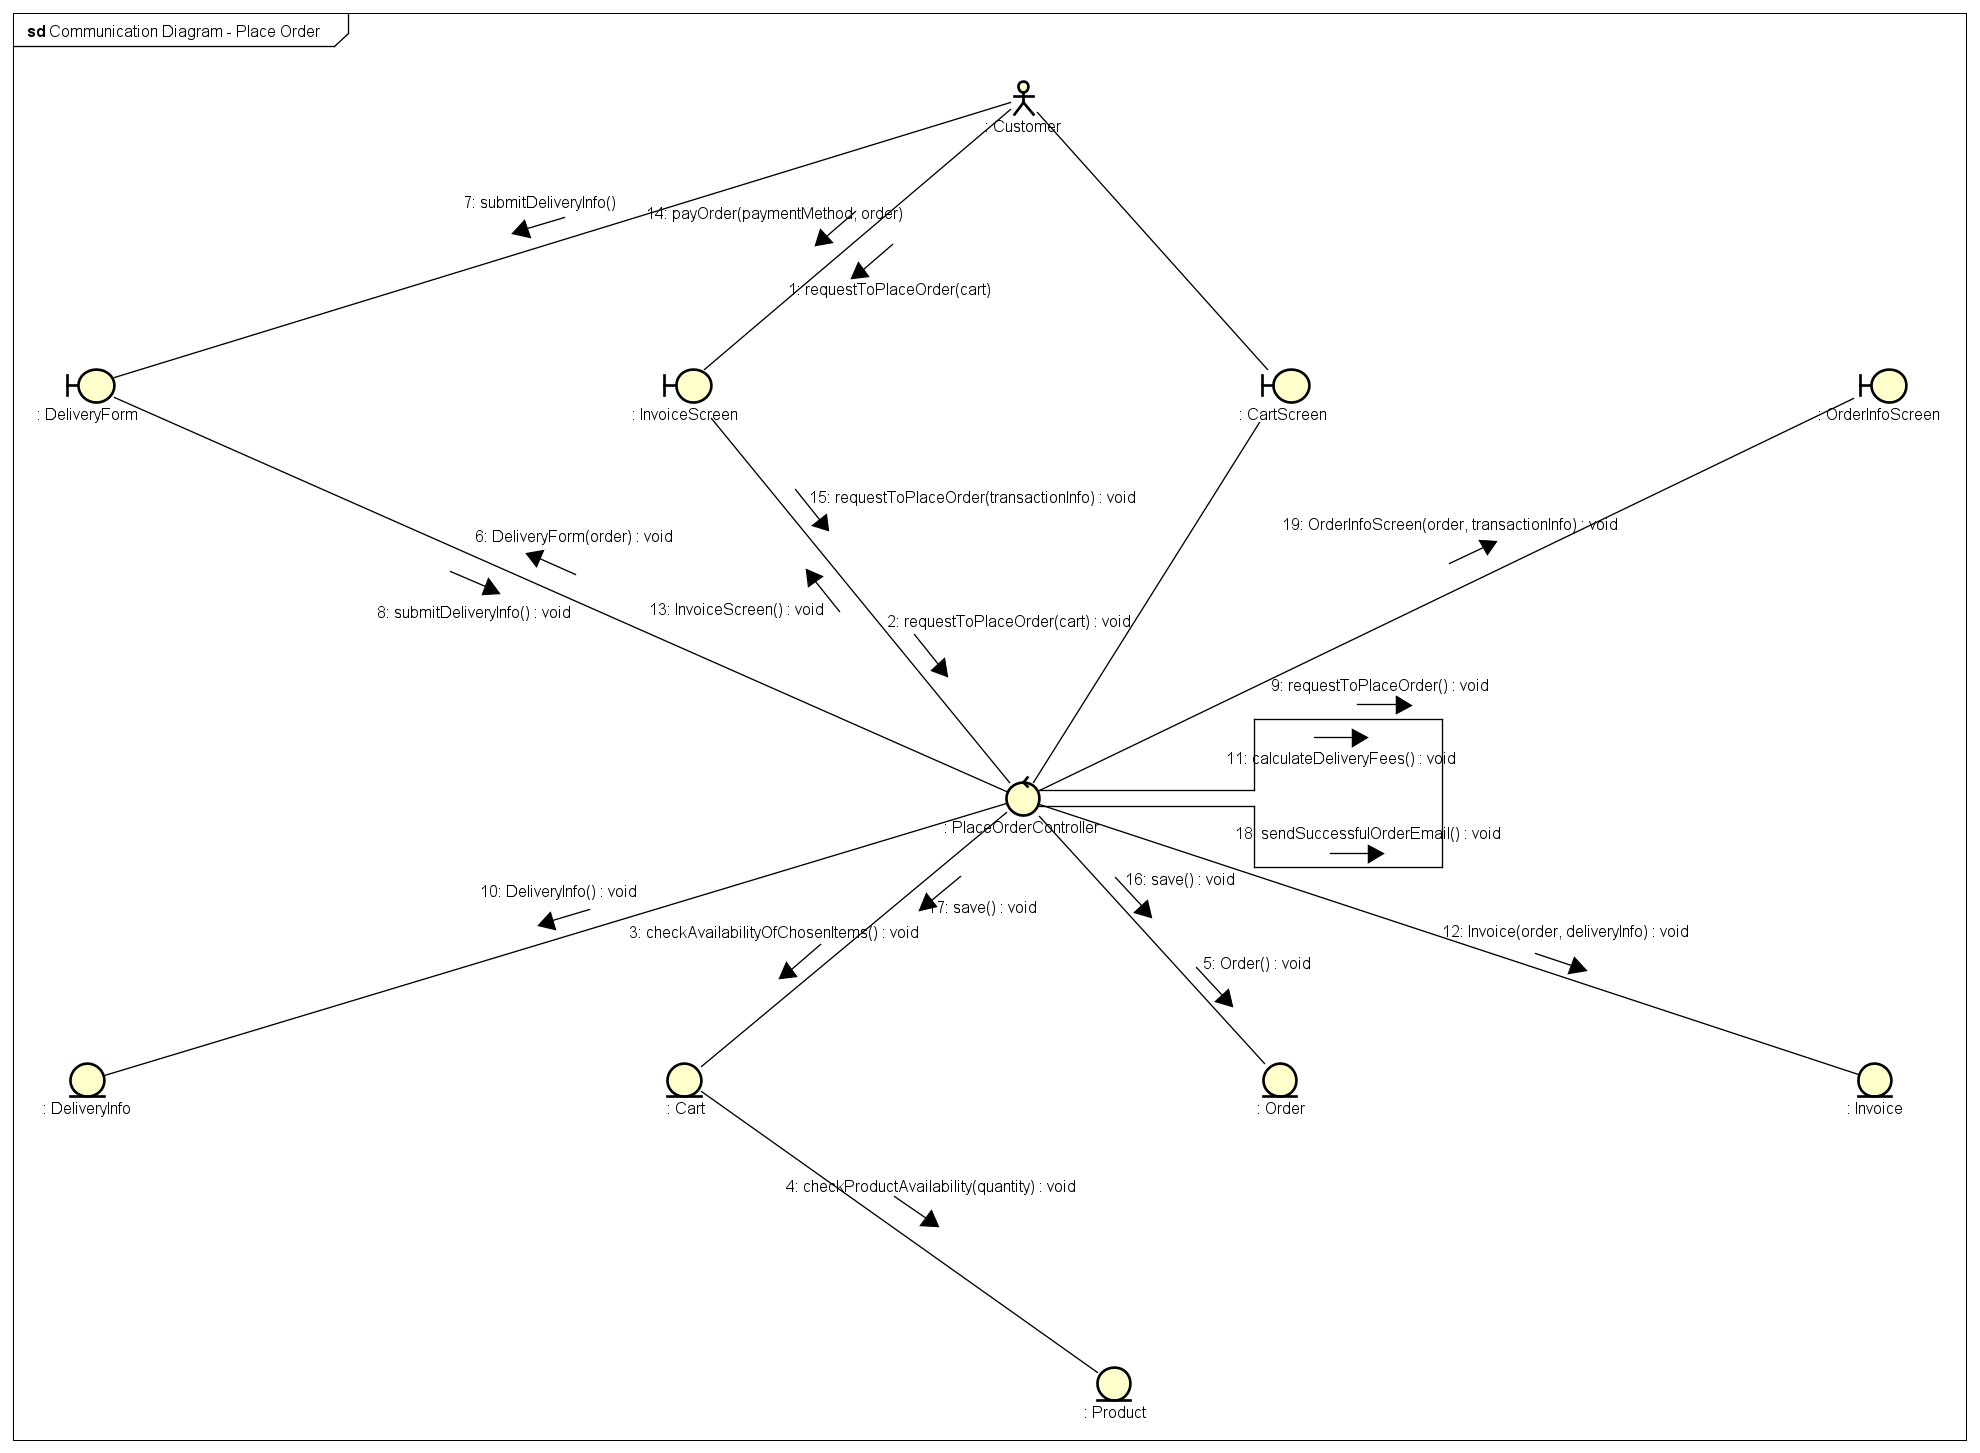 sd Communication Diagram - Place Order
: Customer
7: submitDeliveryInfo()
14: payOrder(paymentMethod, order)
1: requestToPlaceOrder(cart)
: DeliveryForm
: InvoiceScreen
: CartScreen
: OrderInfoScreen
15: requestToPlaceOrder(transactionInfo) : void
19: OrderInfoScreen(order, transactionInfo) : void
6: DeliveryForm(order) : void
8: submitDeliveryInfo() : void
13: InvoiceScreen() : void
2: requestToPlaceOrder(cart) : void
9: requestToPlaceOrder() : void
11: calculateDeliveryFees() : void
: PlaceOrderController
18: sendSuccessfulOrderEmail() : void
10: DeliveryInfo() : void
16: save() : void
17: save() : void
3: checkAvailabilityOfChosenItems() : void
12: Invoice(order, deliveryInfo) : void
5: Order() : void
: DeliveryInfo
: Cart
: Order
: Invoice
4: checkProductAvailability(quantity) : void
: Product